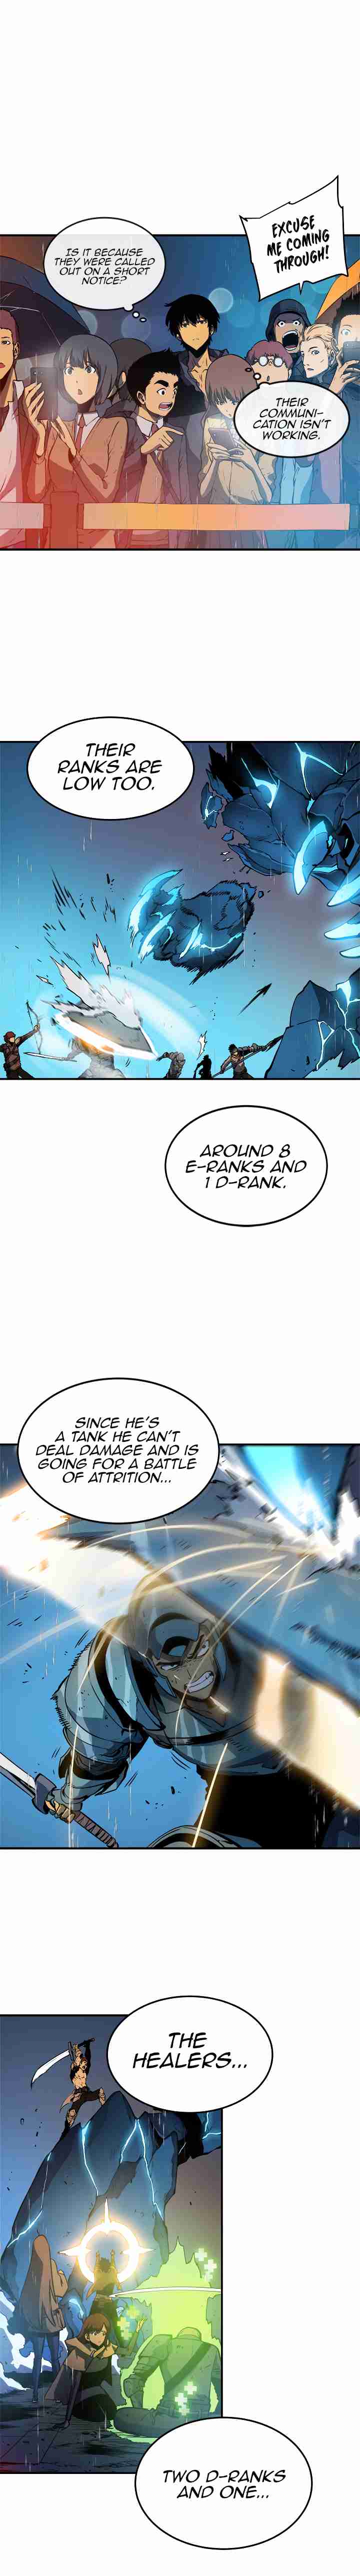 EXCUSE
ME COMING
THROUGH!
IS IT BECAUSE
THEY WERE CALLED
OUT ON A SHORT
NOTICE?
THEIR
COMMUNI-
CATION ISN'T
WORKING.
THEIR
RANKS ARE
LOW TOO.
AROUND 8
E-RANKS AND
1 D-RANK.
SINCE HE'S
A TANK HE CAN'T
DEAL DAMAGE AND IS
GOING FOR A BATTLE
OF ATTRITION...
THE
HEALERS...
TWO D-RANKS
AND ONE...